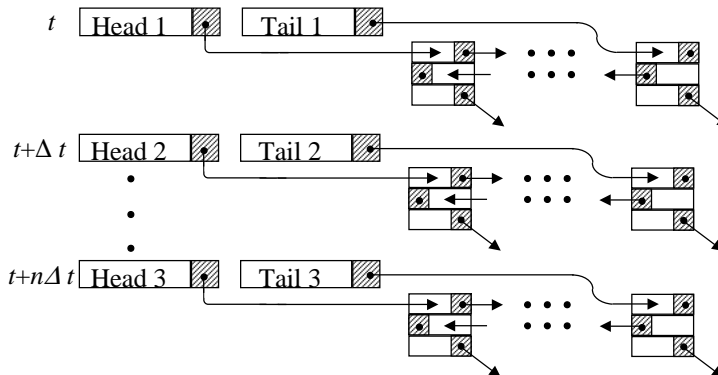 t Head 1 Tail 1
t+Δ t Head 2 Tail 2
t+nΔ t Head 3 Tail 3